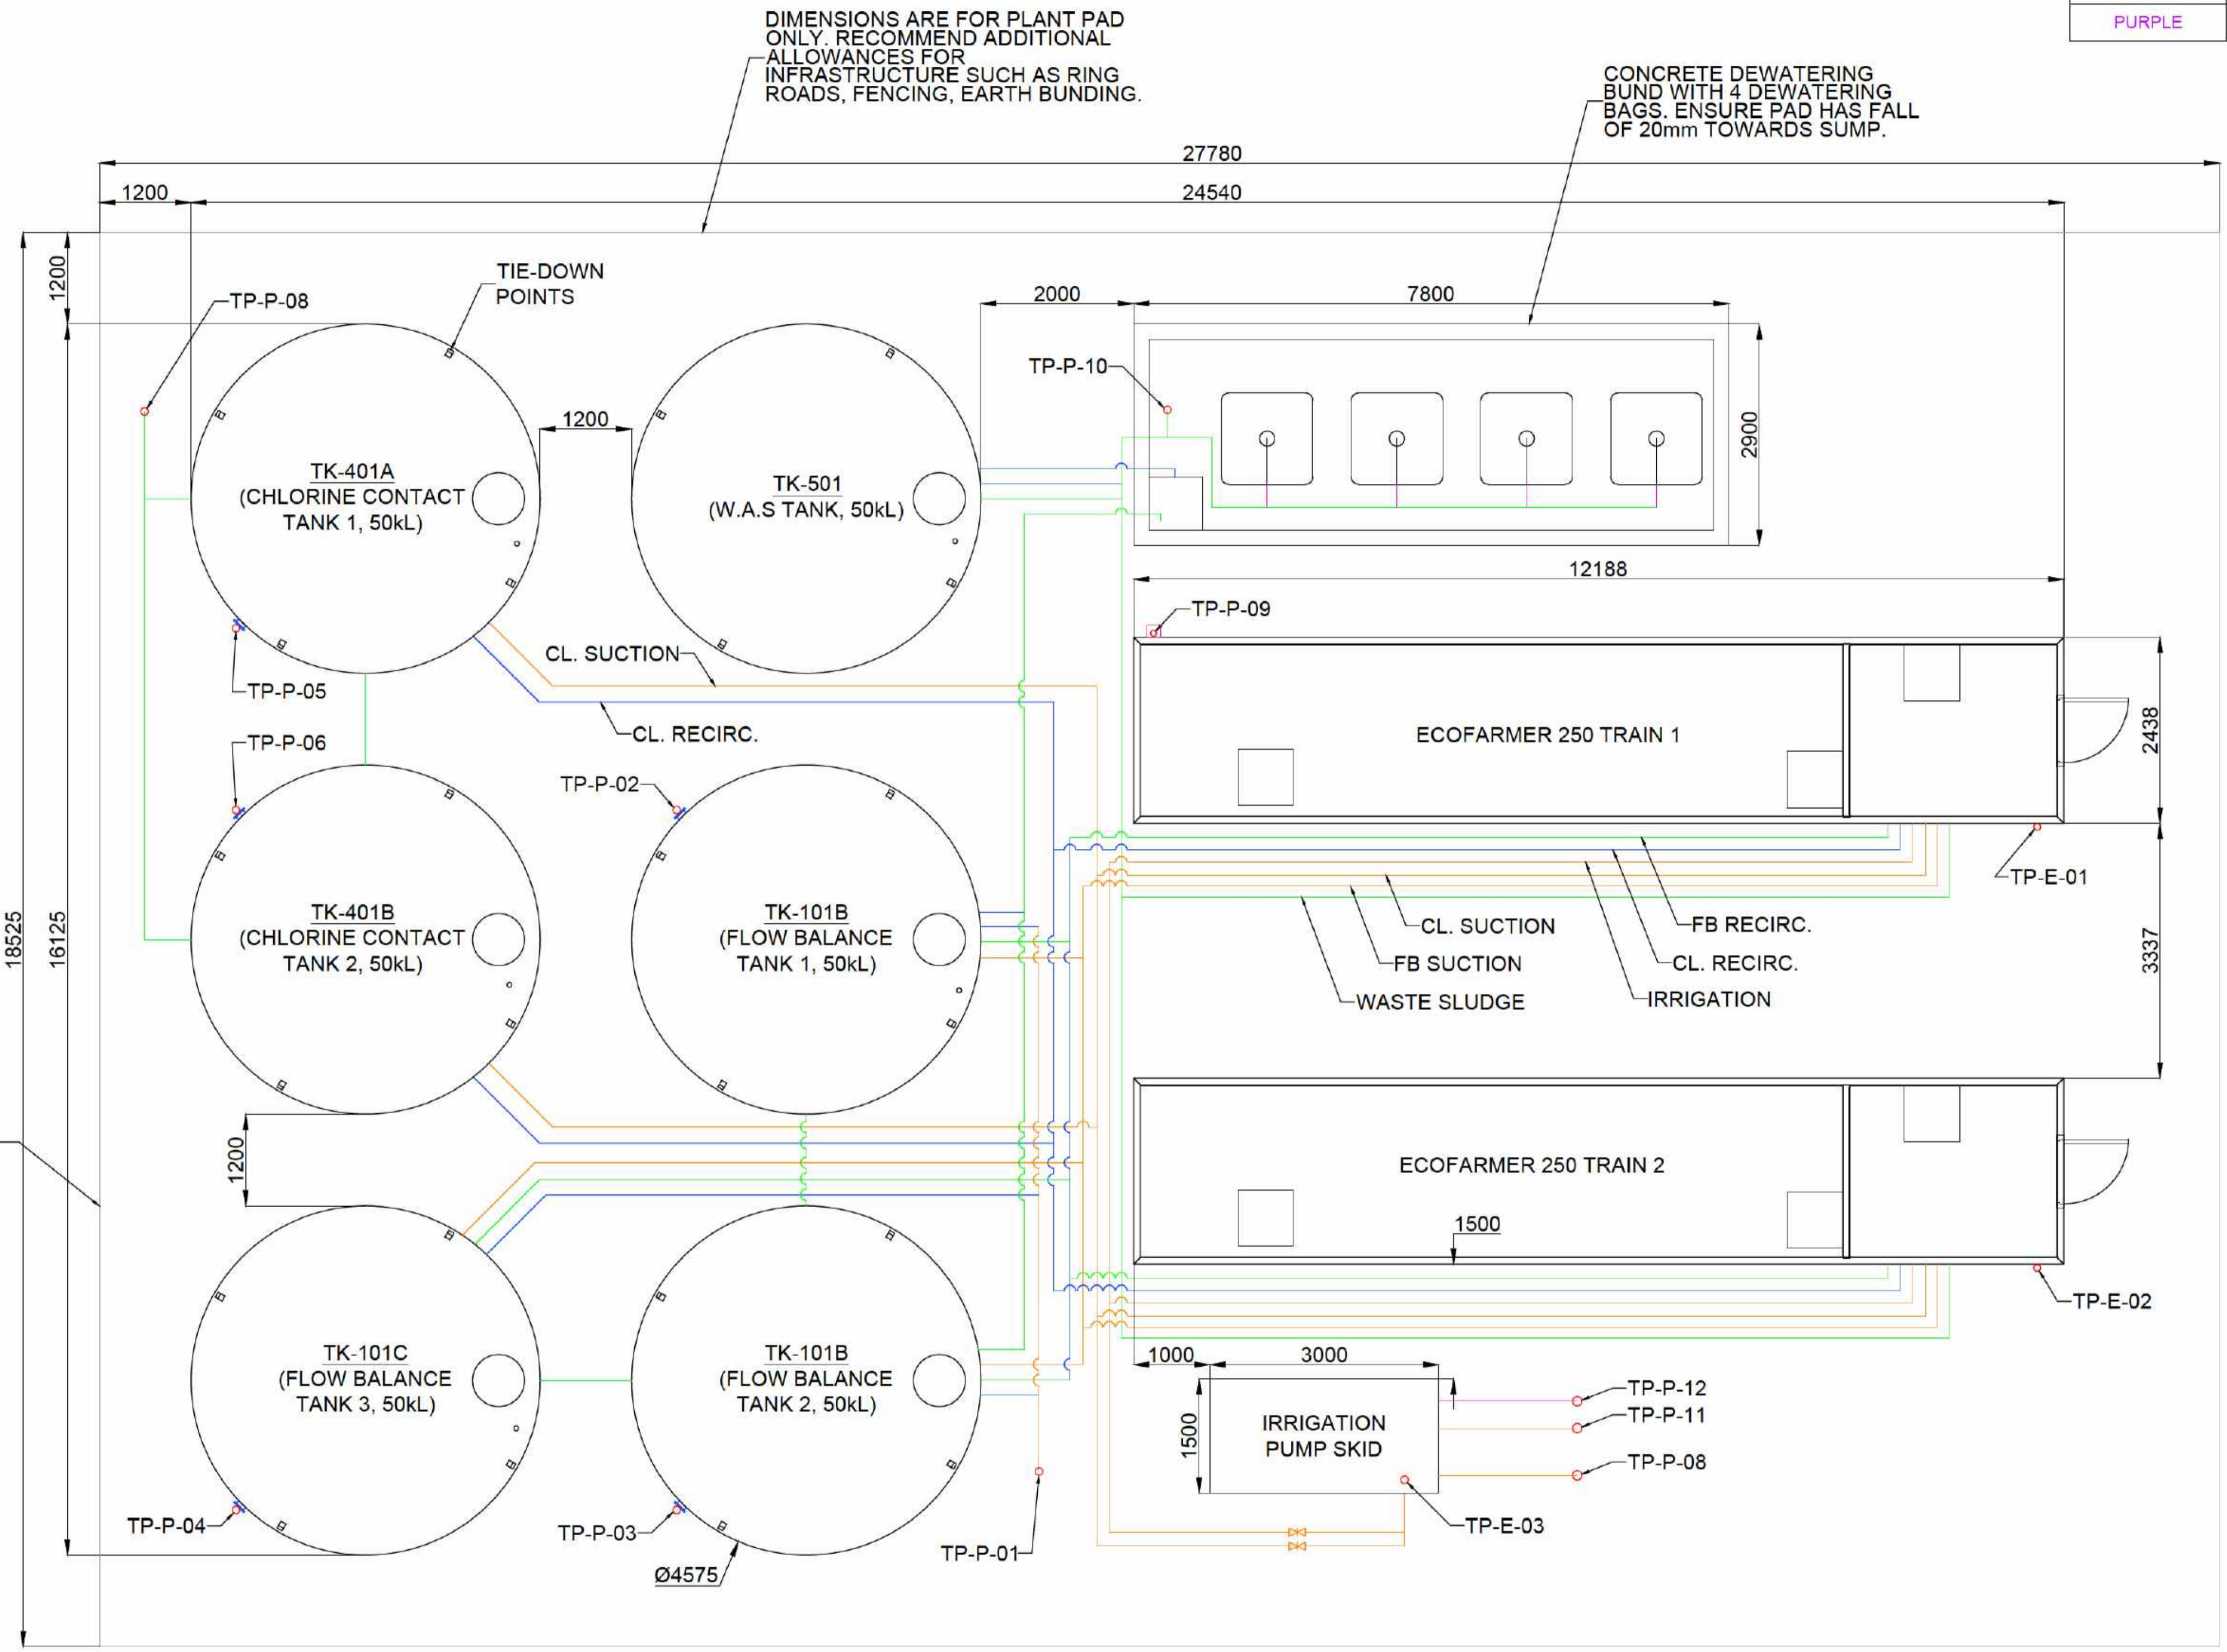 DIMENSIONS ARE FOR PLANT PAD
ONLY. RECOMMEND ADDITIONAL
ALLOWANCES FOR
INFRASTRUCTURE SUCH AS RING
ROADS, FENCING, EARTH BUNDING.
PURPLE
CONCRETE DEWATERING
BUND WITH 4 DEWATERING
BAGS. ENSURE PAD HAS FALL
OF 20mm TOWARDS SUMP.
27780
1200
24540
1200
TIE-DOWN
POINTS
TP-P-08
2000
7800
TP-P-10
1200
2900
TK-401A
(CHLORINE CONTACT
TANK 1, 50kL)
TK-501
(W.A.S TANK, 50kL)
12188
TP-P-09
CL. SUCTION
TP-P-05
CL. RECIRC.
ECOFARMER 250 TRAIN 1
2438
TP-P-06
TP-P-02
TP-E-01
18525
16125
TK-401B
(CHLORINE CONTACT
TANK 2, 50kL)
TK-101B
(FLOW BALANCE
TANK 1, 50kL)
CL. SUCTION
FB RECIRC.
FB SUCTION
CL. RECIRC.
WASTE SLUDGE
IRRIGATION
3337
1200
ECOFARMER 250 TRAIN 2
1500
TP-E-02
TK-101C
(FLOW BALANCE
TANK 3, 50kL)
TK-101B
(FLOW BALANCE
TANK 2, 50kL)
1000
3000
1500
IRRIGATION
PUMP SKID
TP-P-12
TP-P-11
TP-P-08
TP-E-03
TP-P-04
TP-P-03
TP-P-01
Ø4575